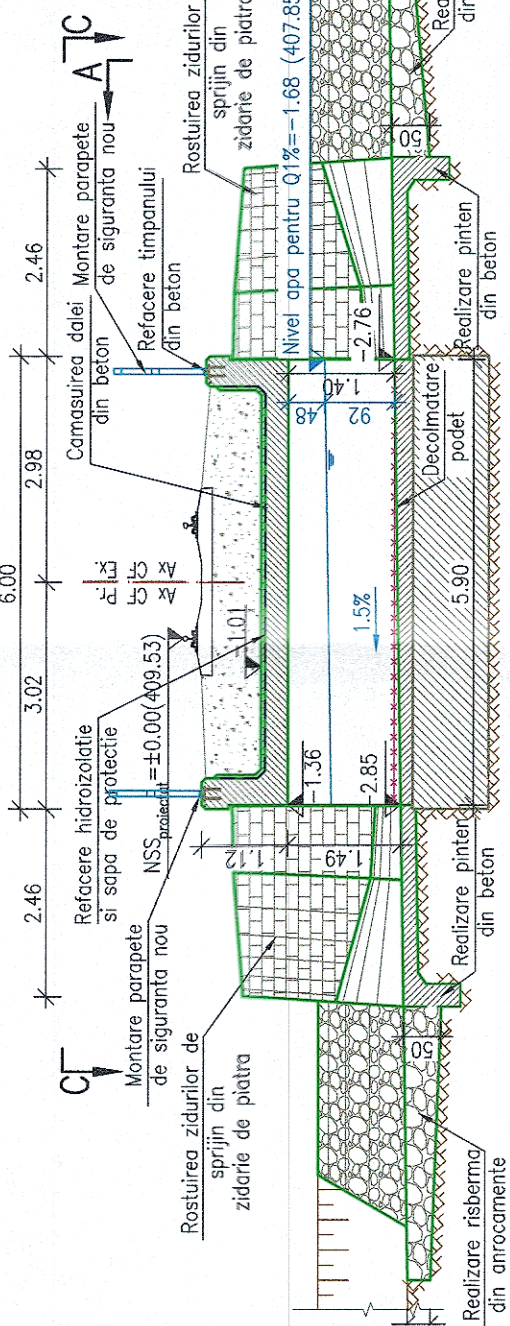 6.00
2.46
3.02
2.98
2.46
C
A
C
Montare parapete
de siguranta nou
Refacere hidroizolatie
si sapa de protectie
Camasuirea dalei
din beton
Montare parapete
de siguranta nou
Refacere timpanului
din beton
Rostuirea zidurilor de
sprijin din
zidarie de piatra
Rostuirea zidurilor
sprijin din
zidarie de piatra
NSSproiectat=±0.00(409.53)
Ax CF Pr.
Ax CF Ex.
-1.01
Nivel apa pentru Q1%=-1.68 (407.85
1.12
1.49
-1.36
-2.85
1.5%
48
92
1.40
-2.76
50
50
Decolmatare
podet
5.90
Realizare pinten
din beton
Realizare pinten
din beton
Realizare risberma
din anrocamente
Rea
din